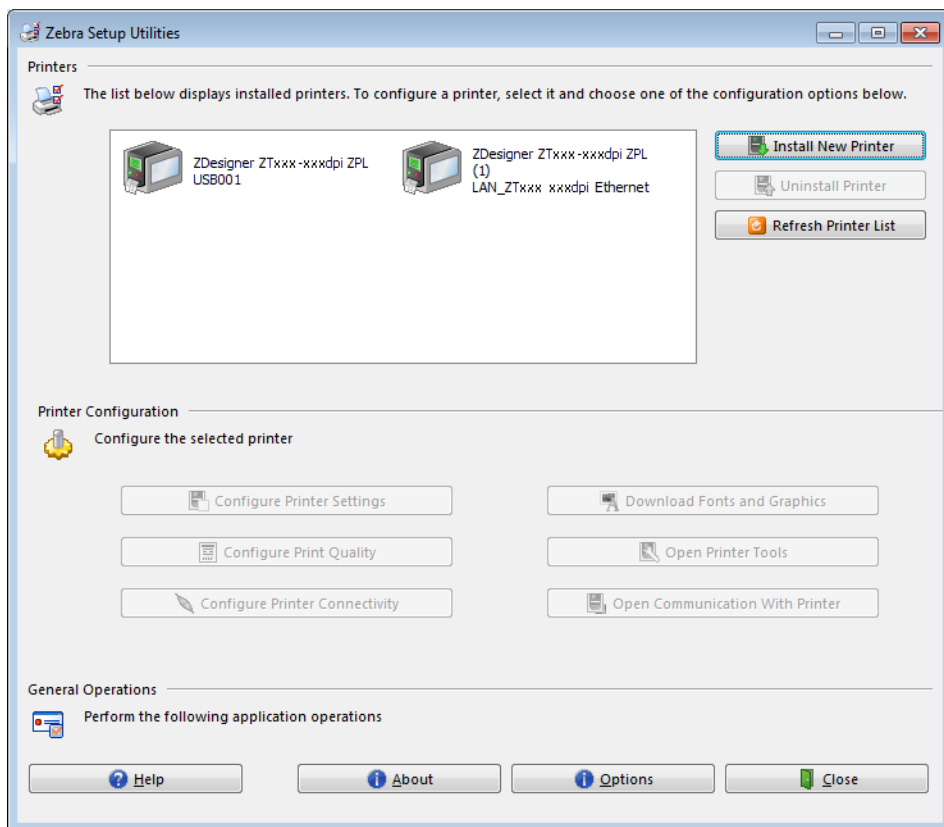 Zebra Setup Utilities
Printers
The list below displays installed printers. To configure a printer, select it and choose one of the configuration options below.
ZDesigner ZTxxx-xxxdpi ZPL
USB001
ZDesigner ZTxxx-xxxdpi ZPL
(1)
LAN_ZTxxx xxxdpi Ethernet
Install New Printer
Uninstall Printer
Refresh Printer List
Printer Configuration
Configure the selected printer
Configure Printer Settings
Download Fonts and Graphics
Configure Print Quality
Open Printer Tools
Configure Printer Connectivity
Open Communication With Printer
General Operations
Perform the following application operations
Help
About
Options
Close